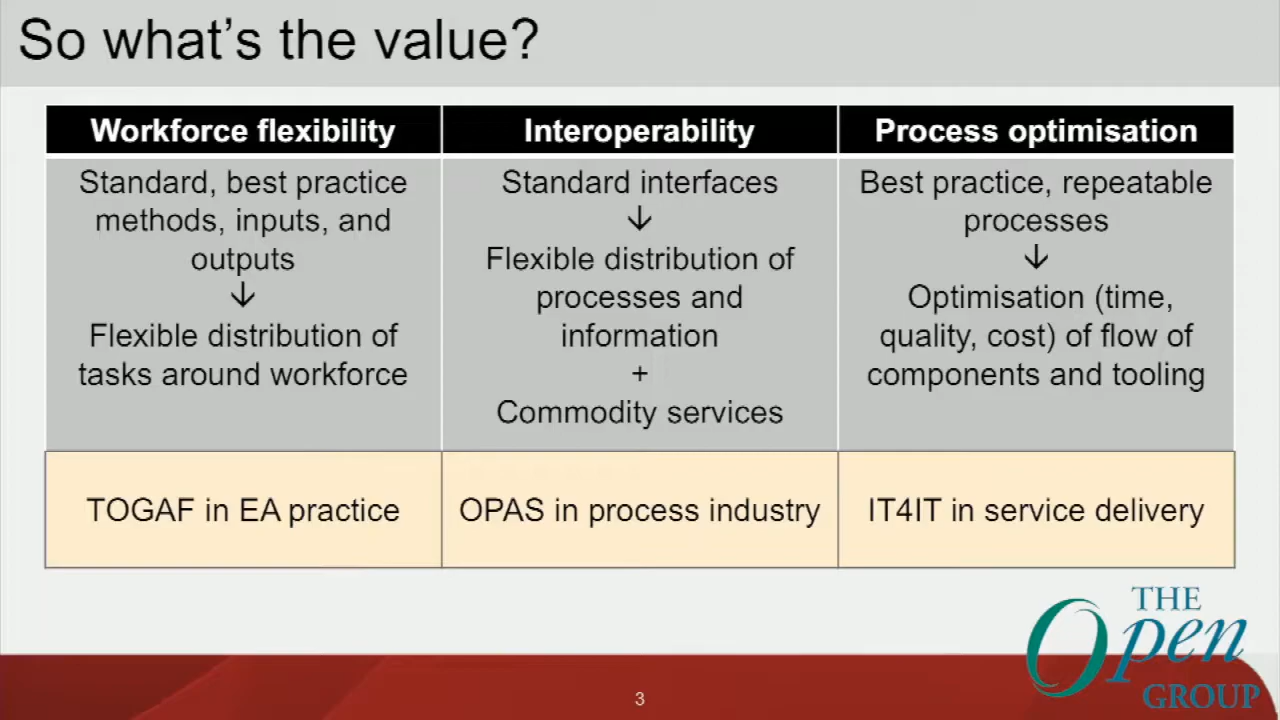 So what's the value?
Workforce flexibility
Standard, best practice
methods, inputs, and
outputs
↓
Flexible distribution of
tasks around workforce
TOGAF in EA practice
Interoperability
Standard interfaces
↓
Flexible distribution of
processes and
information
+
Commodity services
OPAS in process industry
Process optimisation
Best practice, repeatable
processes
↓
Optimisation (time,
quality, cost) of flow of
components and tooling
IT4IT in service delivery
THE
Open
GROUP
3